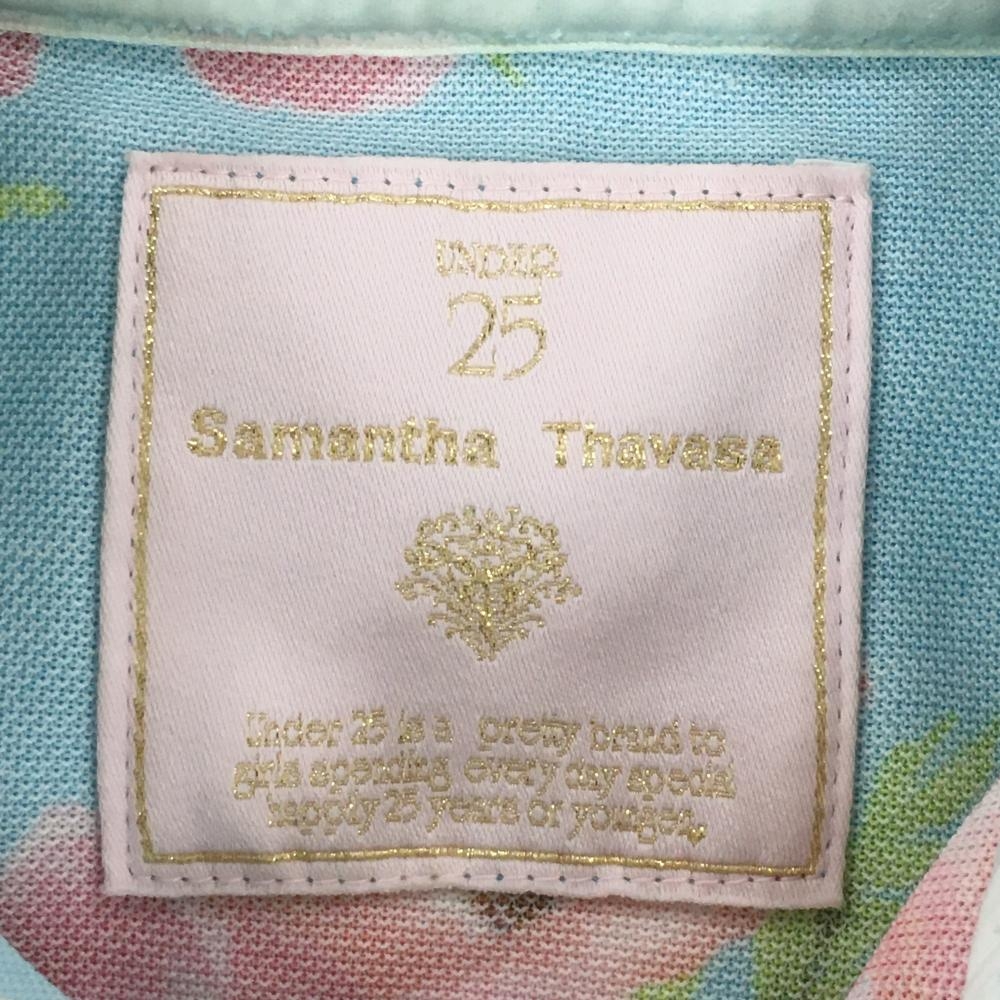 UNDER
25
Samantha Thavasa
Under 25 is a pretty brand to
girls spending every day special
happy 25 years or younger.